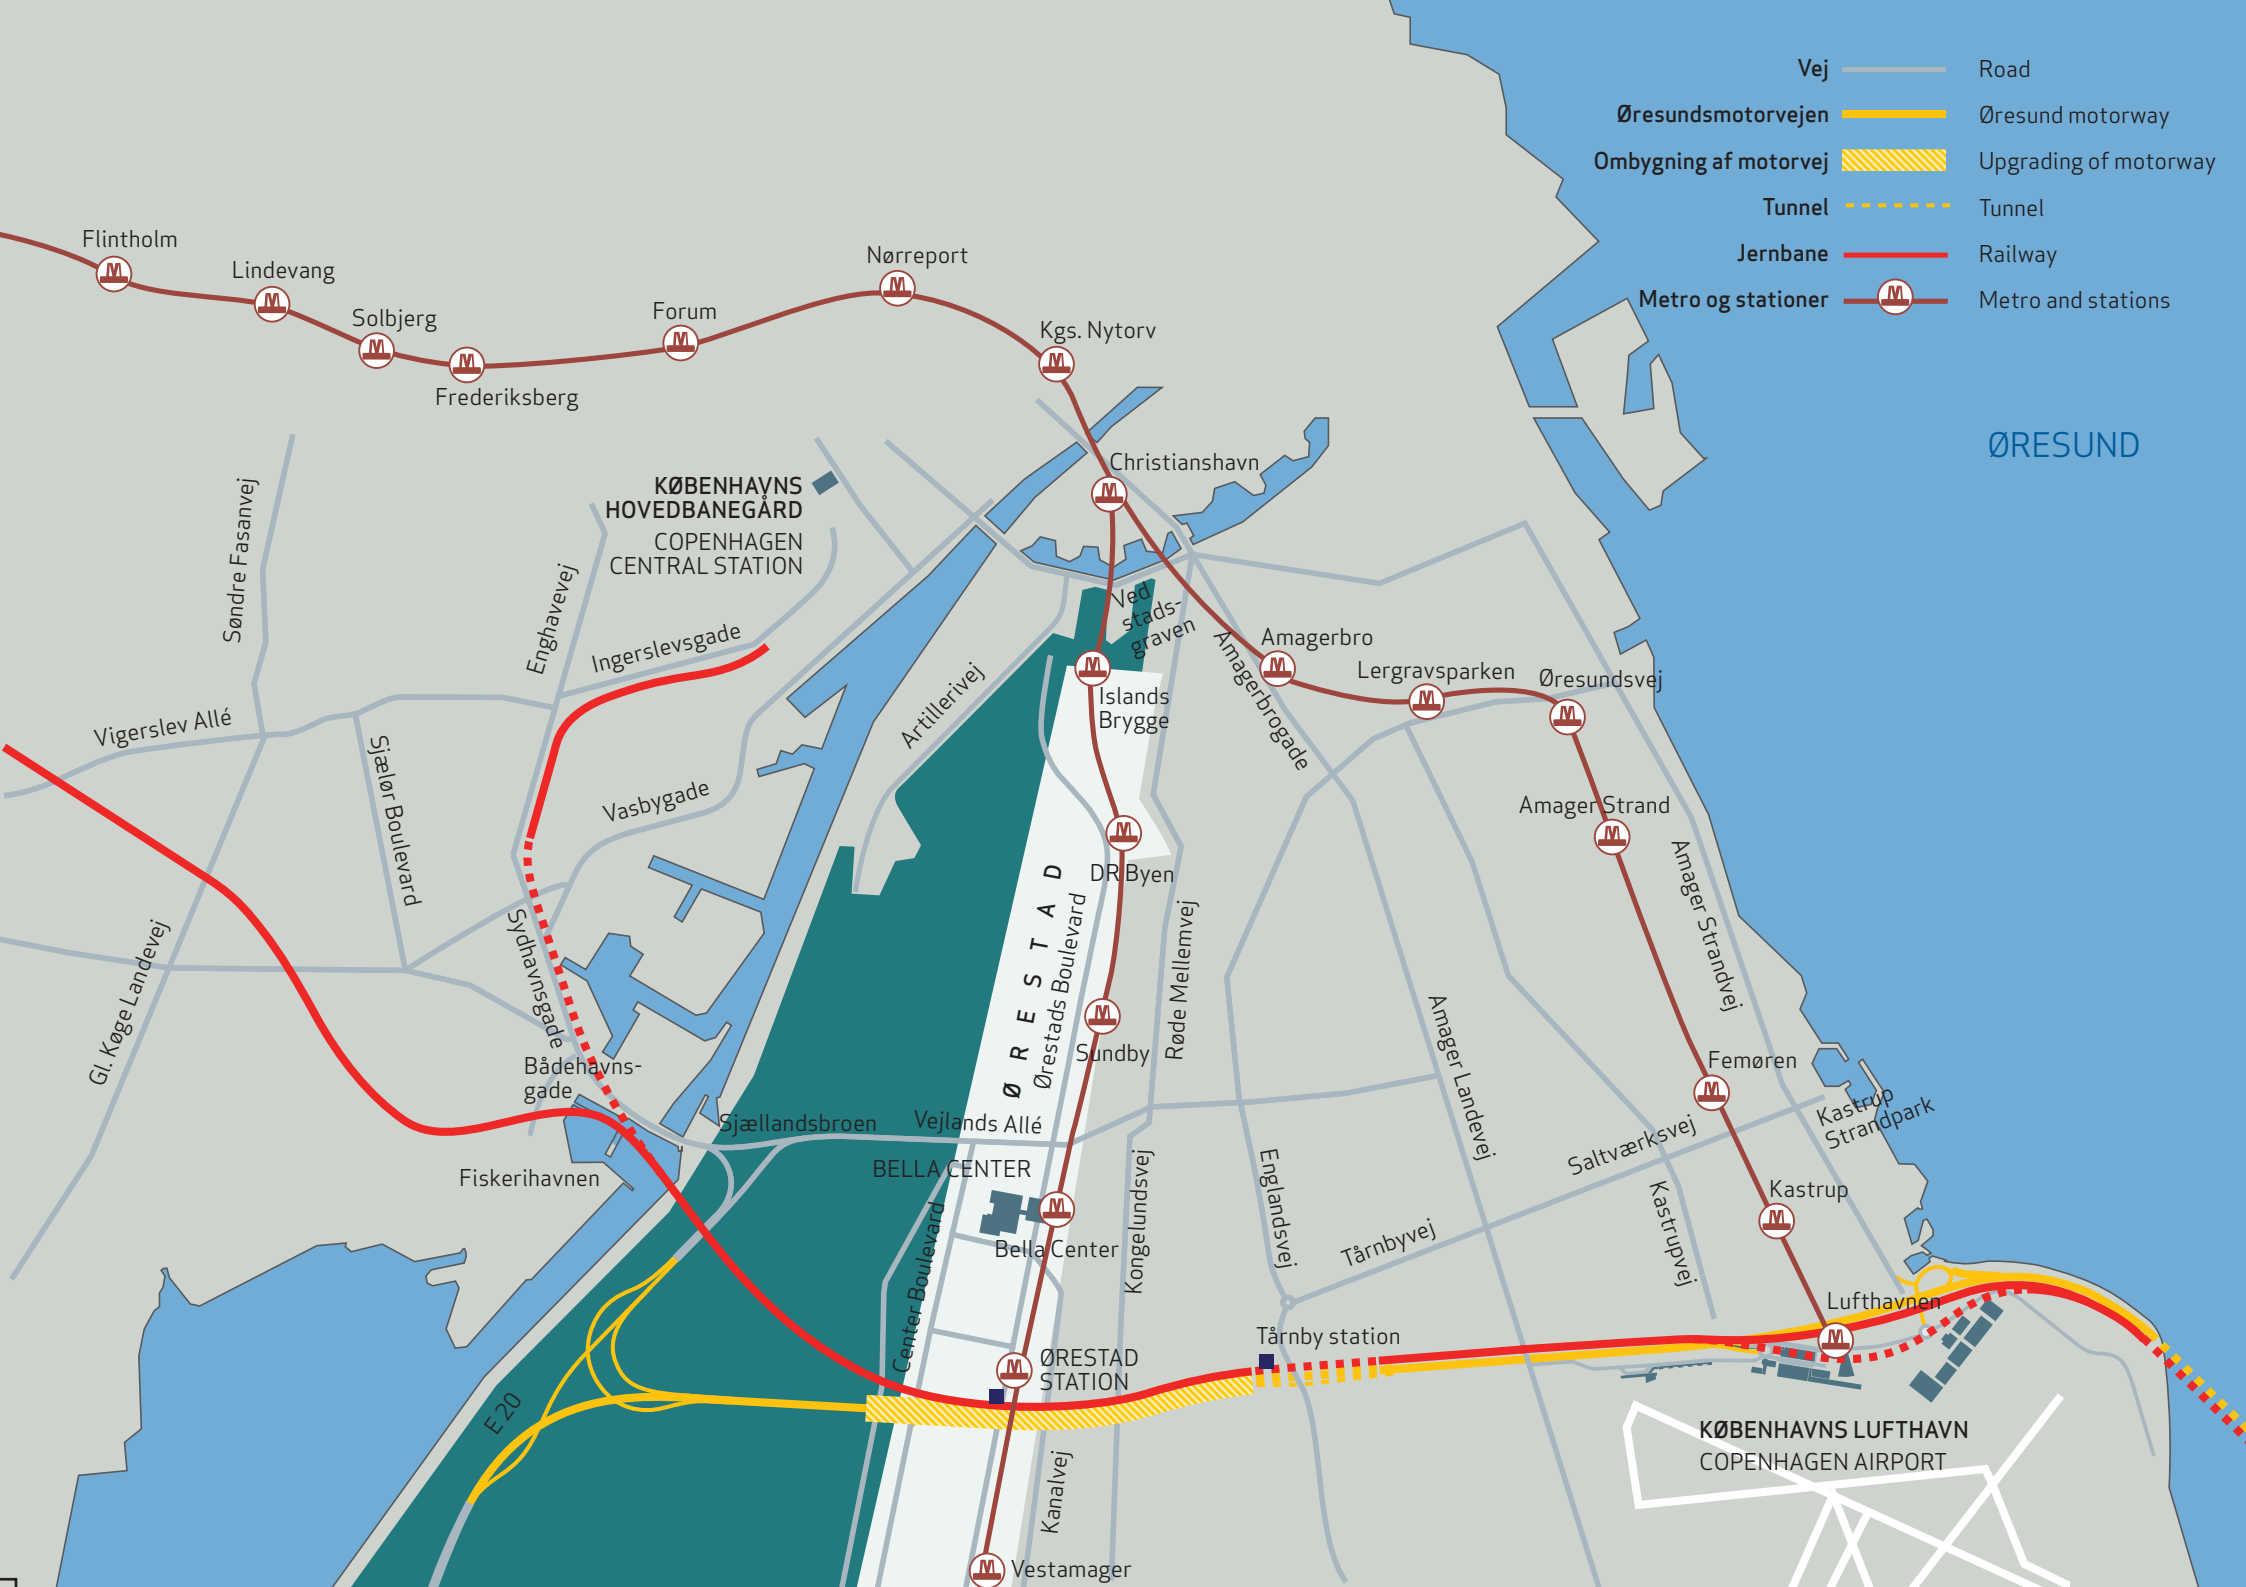 Vej
Road
Øresundsmotorvejen
Øresund motorway
Ombygning af motorvej
Upgrading of motorway
Tunnel
Tunnel
Jernbane
Railway
Metro og stationer
Metro and stations
ØRESUND
Flintholm
Lindevang
Solbjerg
Frederiksberg
Forum
Nørreport
Kgs. Nytorv
Christianshavn
KØBENHAVNS
HOVEDBANEGÅRD
COPENHAGEN
CENTRAL STATION
Søndre Fasanvej
Enghavevej
Ingerslevsgade
Vigerslev Allé
Sjælør Boulevard
Vasbygade
Artillerivej
Ved
stads-
graven
Islands
Brygge
Amagerbrogade
Amagerbro
Lergravsparken
Øresundsvej
Amager Strand
Amager Strandvej
DR Byen
ØRESTAD
Ørestads Boulevard
Røde Mellemvej
Sundby
Gl. Køge Landevej
Sydhavnsgade
Bådehavns-
gade
Fiskerihavnen
Sjællandsbroen
Vejlands Allé
BELLA CENTER
Bella Center
Center Boulevard
Kongelundsvej
Englandsvej
Amager Landevej
Tårnbyvej
Saltværksvej
Kastrupvej
Femøren
Kastrup
Strandpark
Kastrup
Lufthavnen
Tårnby station
ØRESTAD
STATION
E 20
Kanalvej
Vestamager
KØBENHAVNS LUFTHAVN
COPENHAGEN AIRPORT